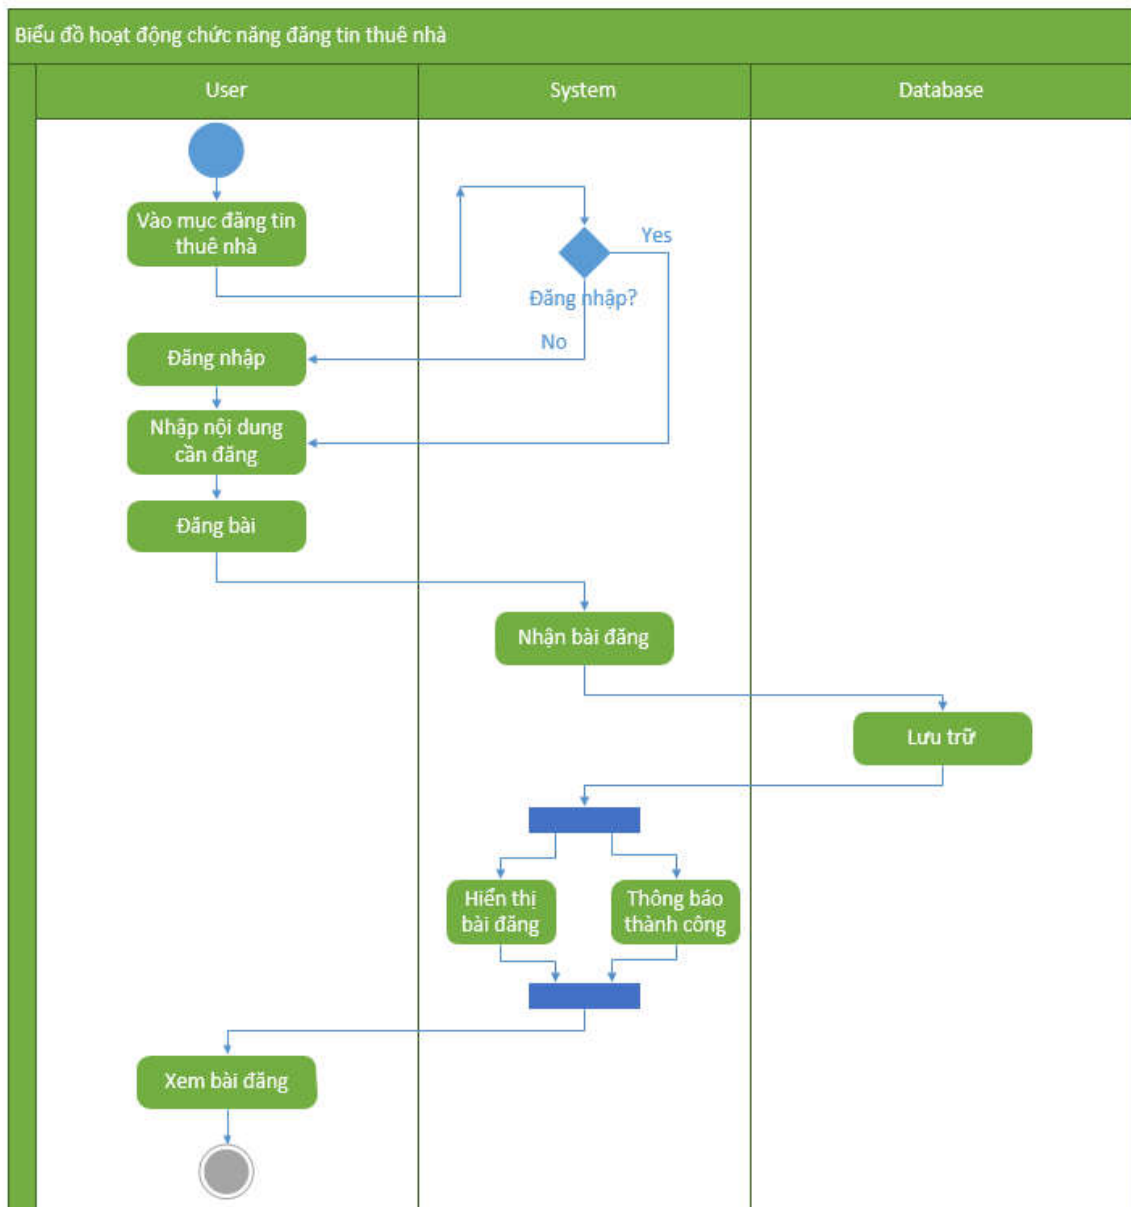 Biểu đồ hoạt động chức năng đăng tin thuê nhà
User
System
Database
Vào mục đăng tin
thuê nhà
Yes
Đăng nhập?
No
Đăng nhập
Nhập nội dung
cần đăng
Đăng bài
Nhận bài đăng
Lưu trữ
Hiển thị
bài đăng
Thông báo
thành công
Xem bài đăng